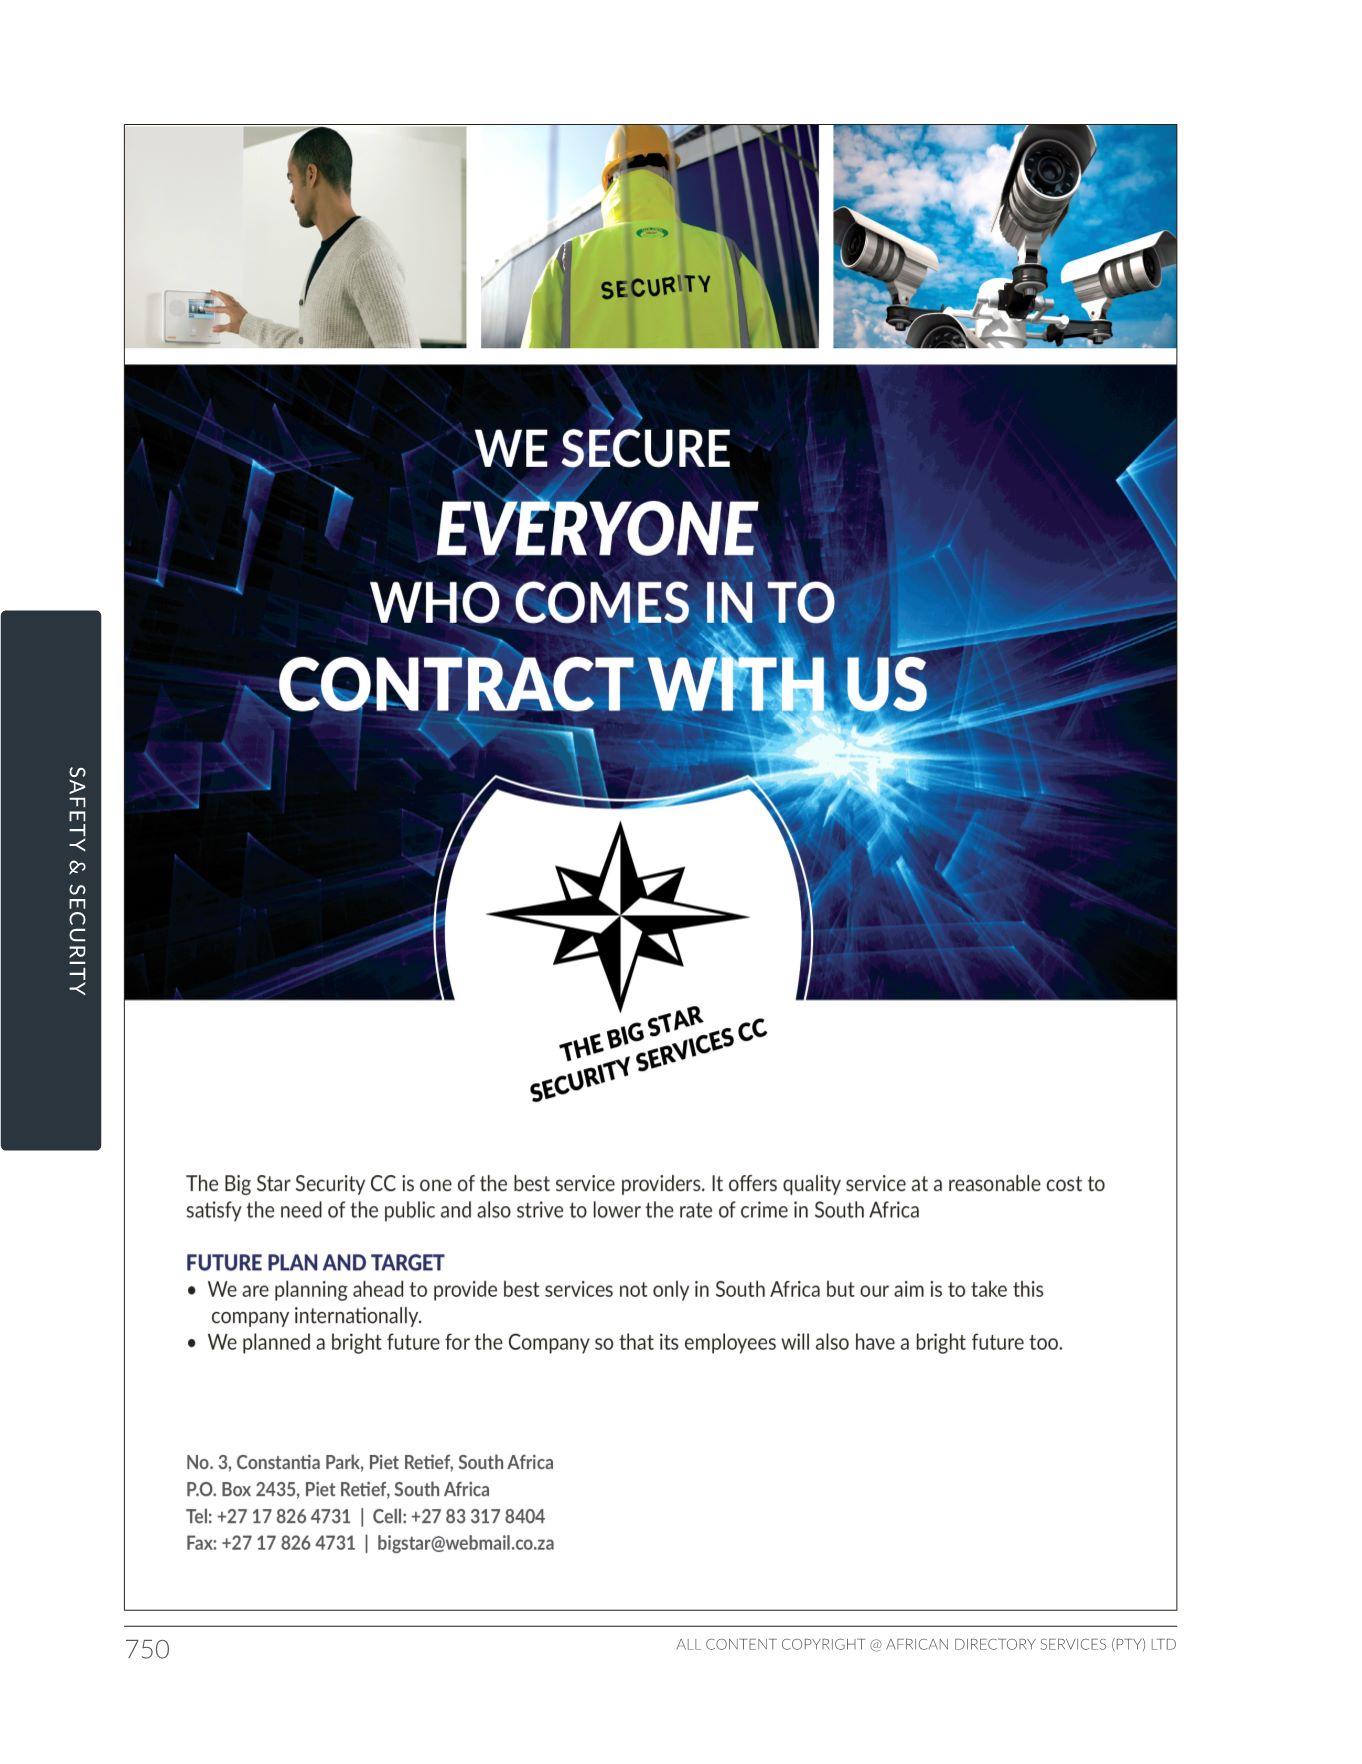 SECURITY
WE SECURE
EVERYONE
WHO COMES IN TO
CONTRACT WITH US
SAFETY & SECURITY
THE BIG STAR
SECURITY SERVICES CC
The Big Star Security CC is one of the best service providers. It offers quality service at a reasonable cost to
satisfy the need of the public and also strive to lower the rate of crime in South Africa
FUTURE PLAN AND TARGET
• We are planning ahead to provide best services not only in South Africa but our aim is to take this
company internationally.
• We planned a bright future for the Company so that its employees will also have a bright future too.
No. 3, Constantia Park, Piet Retief, South Africa
P.O. Box 2435, Piet Retief, South Africa
Tel: +27 17 826 4731 | Cell: +27 83 317 8404
Fax: +27 17 826 4731 | bigstar@webmail.co.za
750
ALL CONTENT COPYRIGHT @ AFRICAN DIRECTORY SERVICES (PTY) LTD